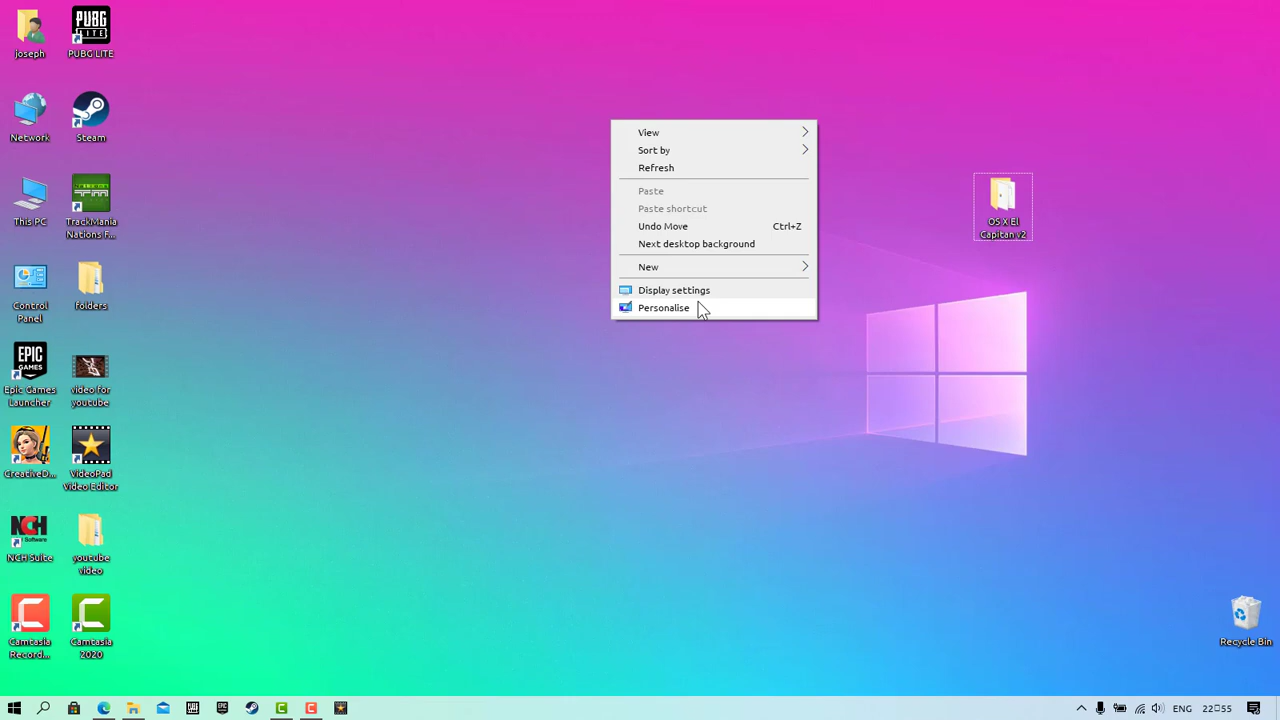 joseph
PUBG
LITE
PUBG LITE
Network
Steam
This PC
TrackMania
Nations F...
Control
Panel
folders
EPIC
GAMES
Epic Games
Launcher
video for
youtube
CreativeD...
VideoPad
Video Editor
NCH
Software
NCH Suite
youtube
video
Camtasia
Record...
Camtasia
2020
View
Sort by
Refresh
Paste
Paste shortcut
Undo Move Ctrl+Z
Next desktop background
New
Display settings
Personalise
OS X El
Capitan v2
Recycle Bin
ENG
22□55